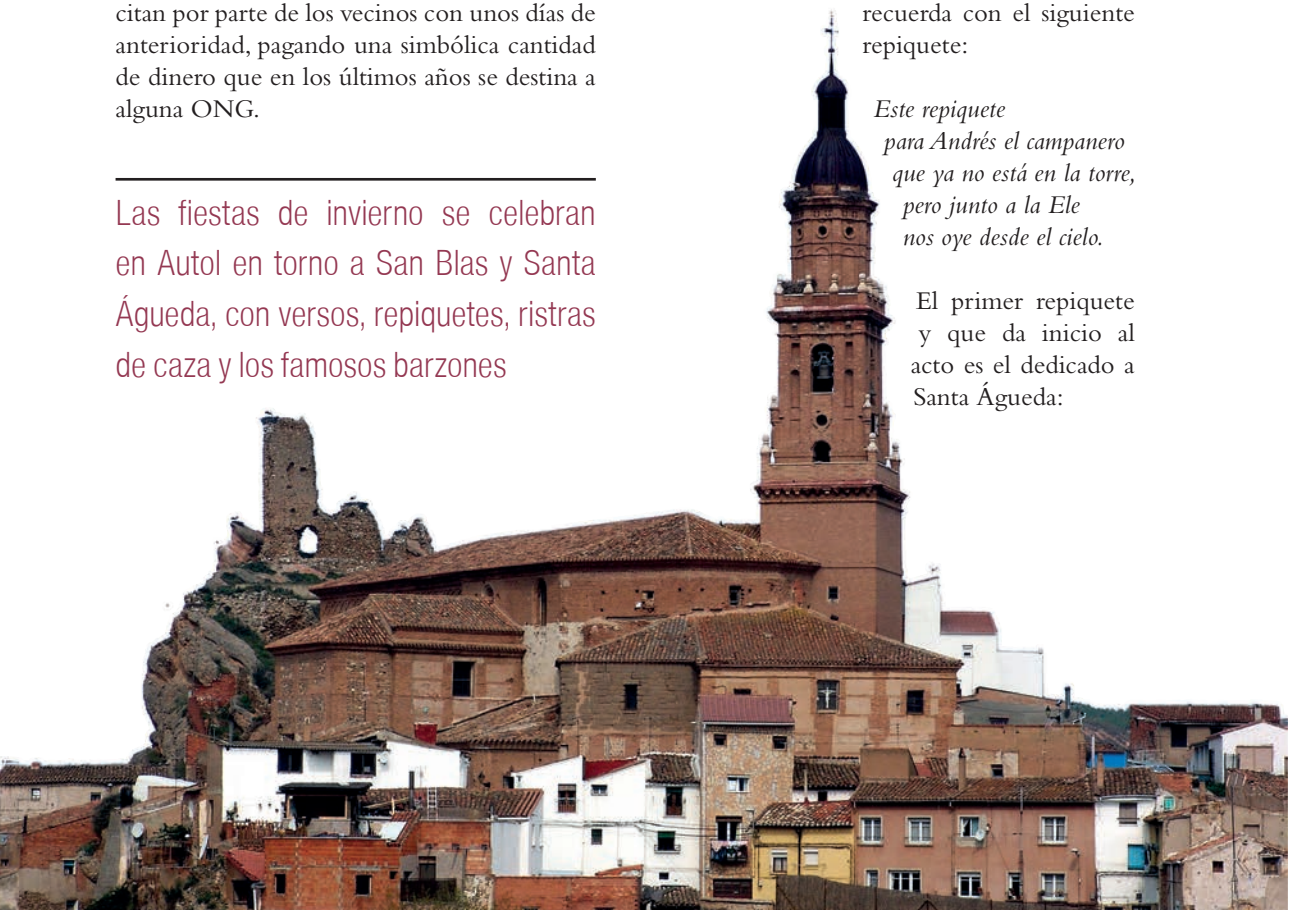 citan por parte de los vecinos con unos días de
anterioridad, pagando una simbólica cantidad
de dinero que en los últimos años se destina a
alguna ONG.
Las fiestas de invierno se celebran
en Autol en torno a San Blas y Santa
Águeda, con versos, repiquetes, ristras
de caza y los famosos barzones
recuerda con el siguiente
repiquete:
Este repiquete
para Andrés el campanero
que ya no está en la torre,
pero junto a la Ele
nos oye desde el cielo.
El primer repiquete
y que da inicio al
acto es el dedicado a
Santa Águeda: